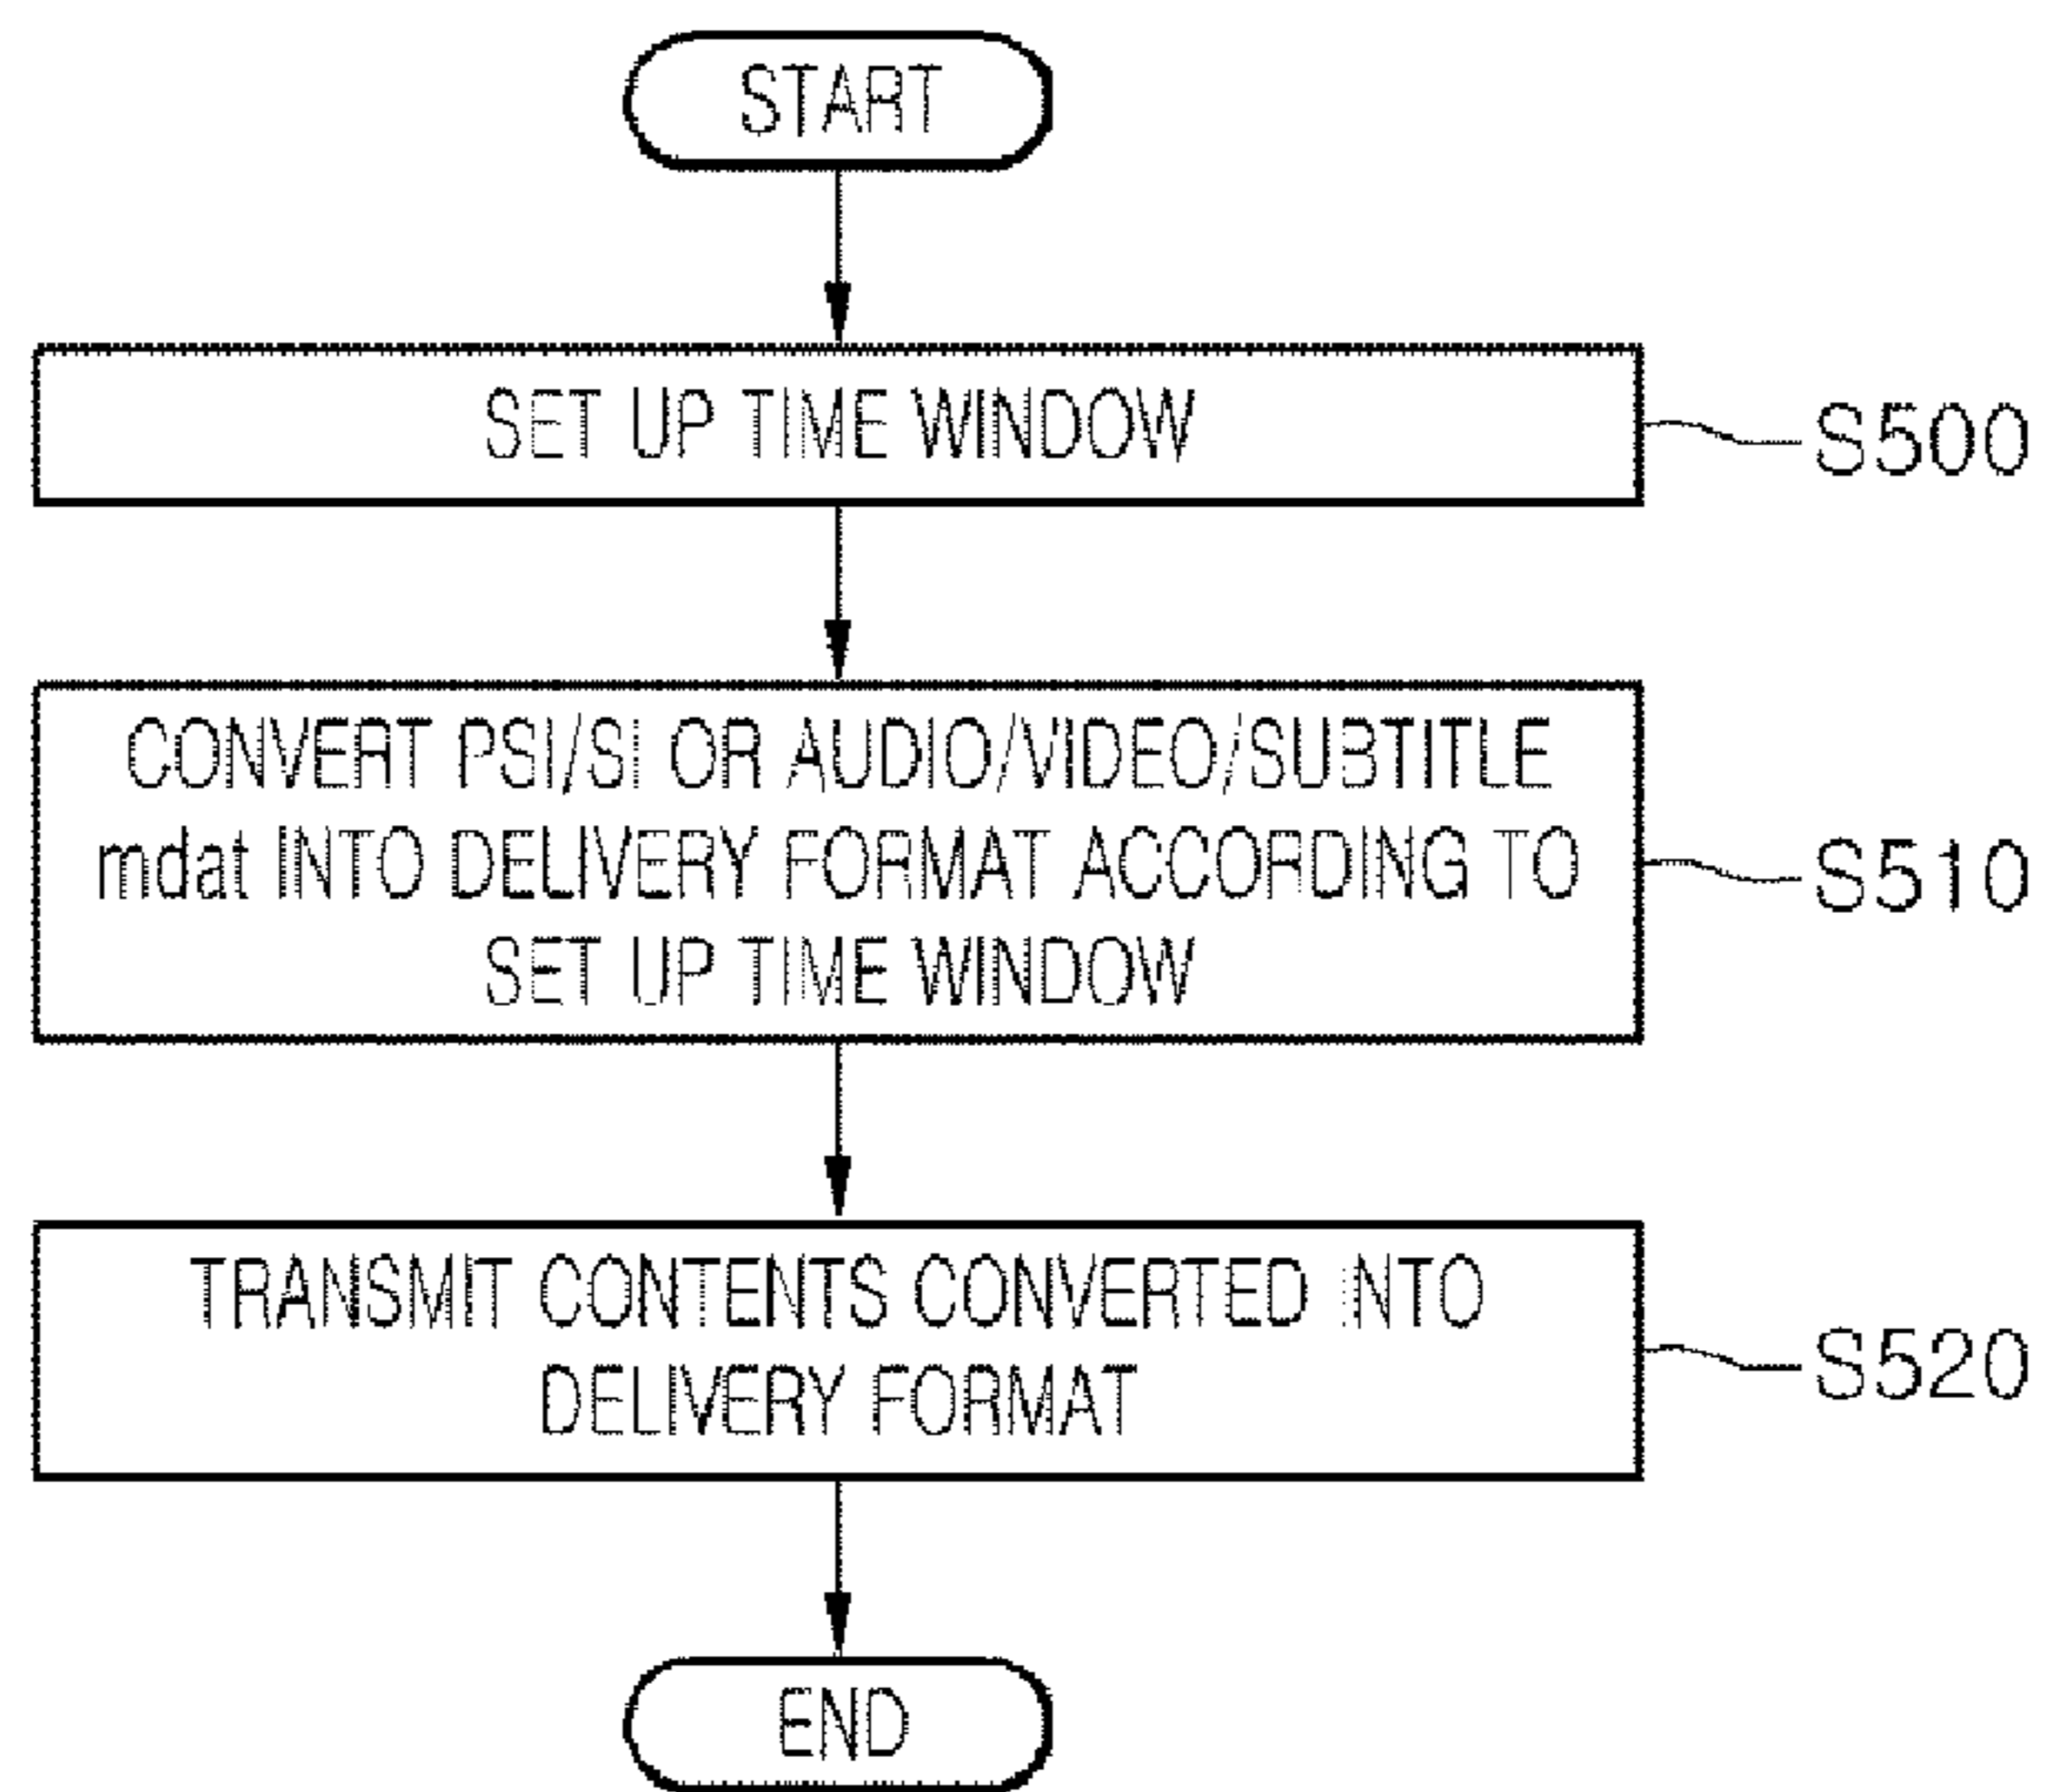 START
SET UP TIME WINDOW
S500
CONVERT PSI/SI OR AUDIO/VIDEO/SUBTITLE
mdat INTO DELIVERY FORMAT ACCORDING TO
SET UP TIME WINDOW
S510
TRANSMIT CONTENTS CONVERTED INTO
DELIVERY FORMAT
S520
END